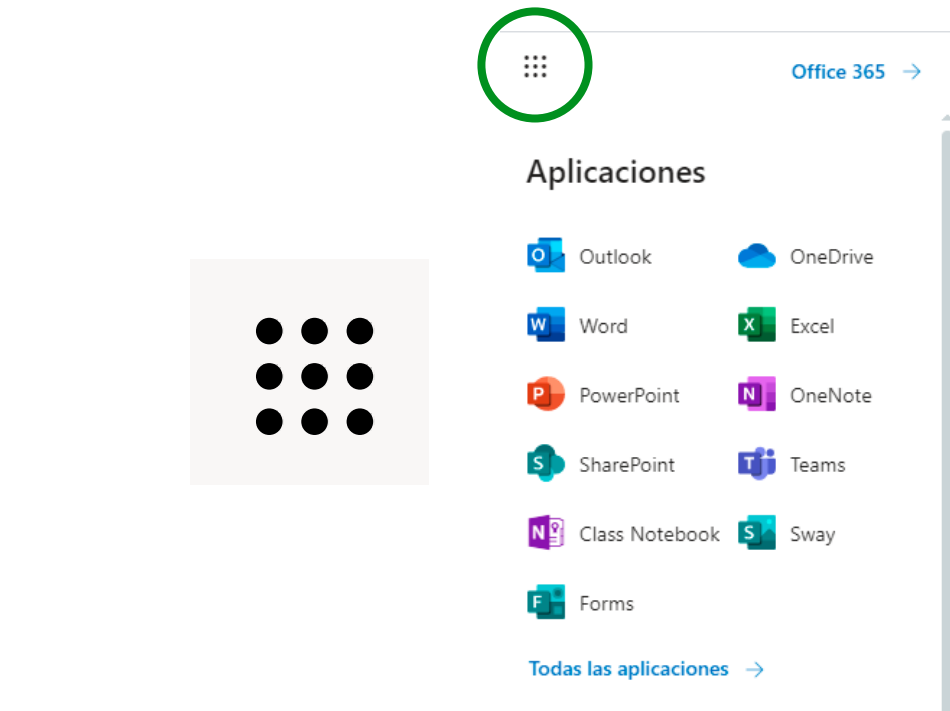 Office 365
Aplicaciones
O Outlook
OneDrive
W Word
X Excel
P PowerPoint
N OneNote
S SharePoint
T Teams
N Class Notebook
S Sway
F Forms
Todas las aplicaciones